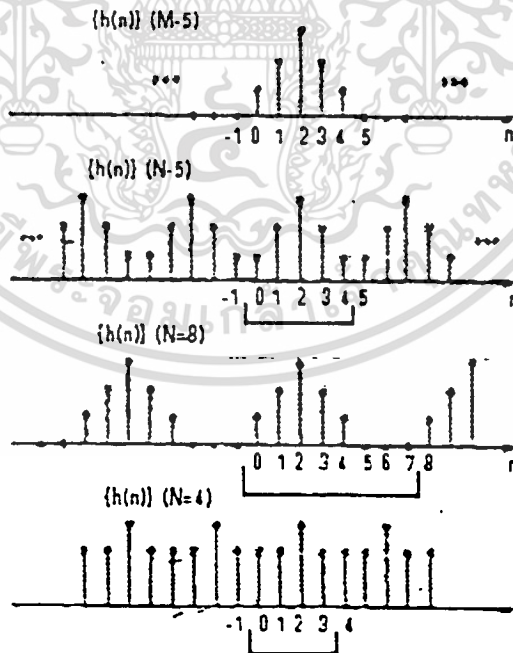 {h(n)} (M-5)
-1 0 1 2 3 4 5 n
{h(n)} (N-5)
-1 0 1 2 3 4 5
{h(n)} (N=8)
0 1 2 3 4 5 6 7 8 n
{h(n)} (N=4)
-1 0 1 2 3 4